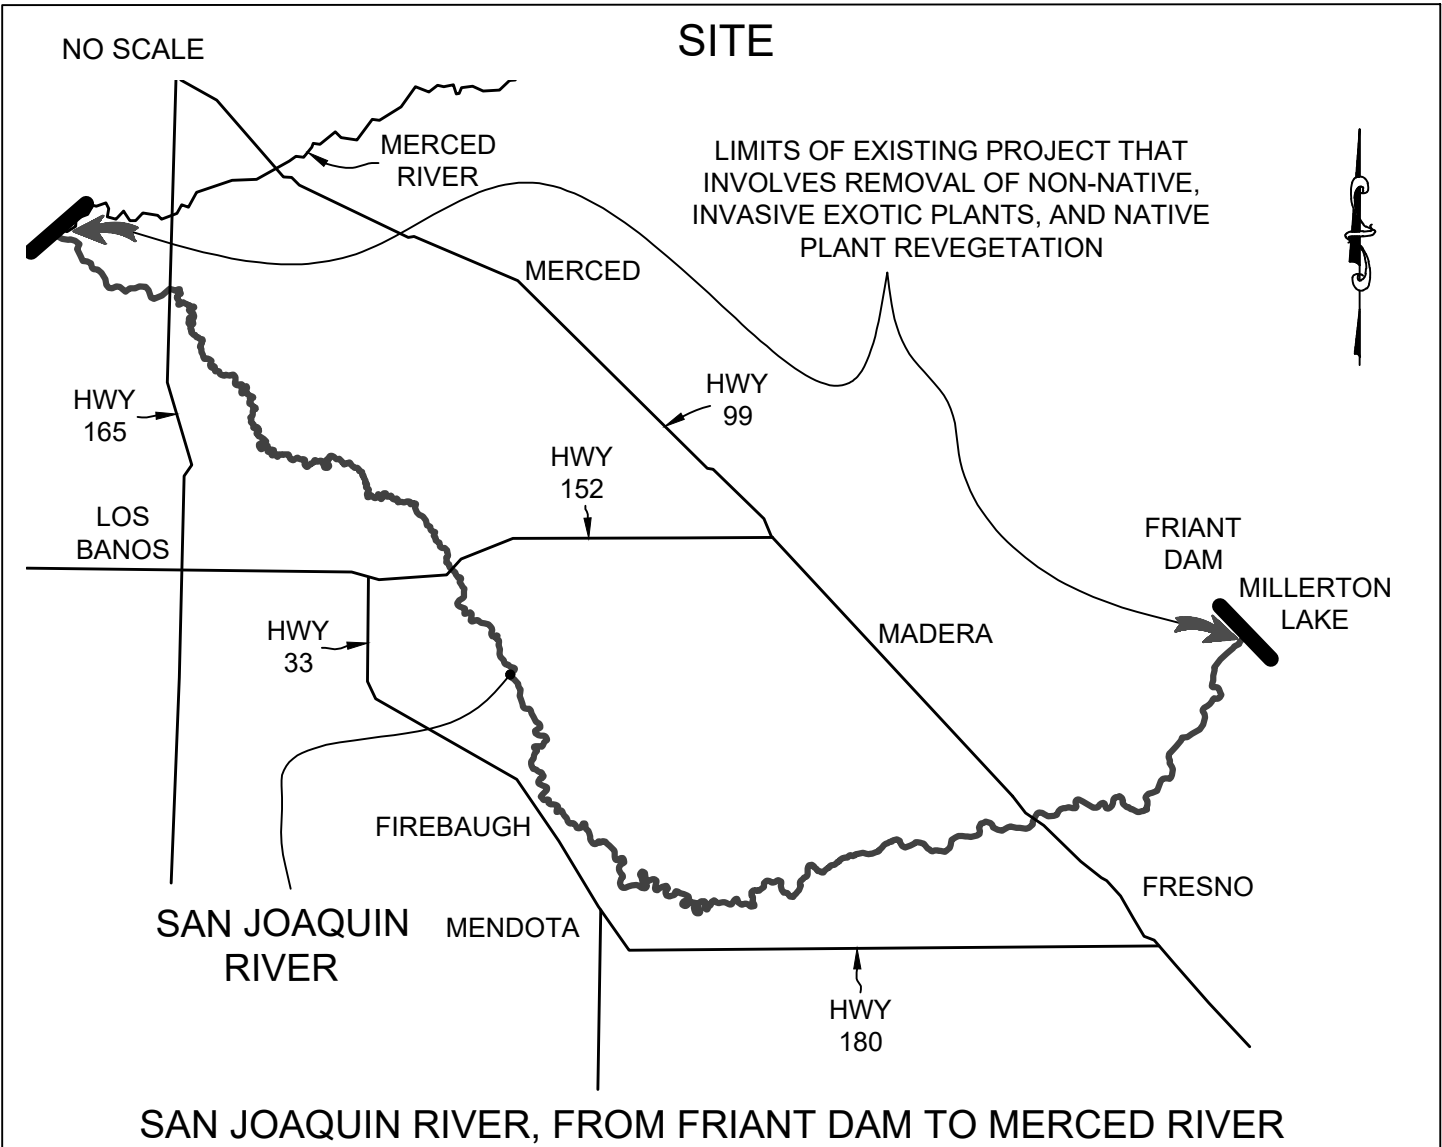 NO SCALE
SITE
MERCED
RIVER
LIMITS OF EXISTING PROJECT THAT
INVOLVES REMOVAL OF NON-NATIVE,
INVASIVE EXOTIC PLANTS, AND NATIVE
PLANT REVEGETATION
MERCED
HWY
99
HWY
165
HWY
152
LOS
BANOS
FRIANT
DAM
MILLERTON
LAKE
HWY
33
MADERA
FIREBAUGH
FRESNO
SAN JOAQUIN
RIVER
MENDOTA
HWY
180
SAN JOAQUIN RIVER, FROM FRIANT DAM TO MERCED RIVER